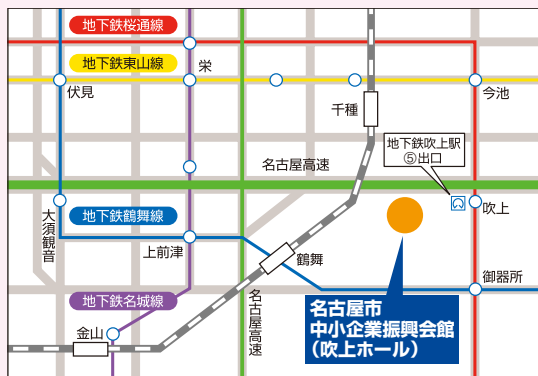 地下鉄桜通線
地下鉄東山線
栄
伏見
千種
今池
地下鉄吹上駅
⑤出口
名古屋高速
大須観音
地下鉄鶴舞線
吹上
上前津
鶴舞
御器所
地下鉄名城線
名古屋高速
名古屋市
中小企業振興会館
（吹上ホール）
金山